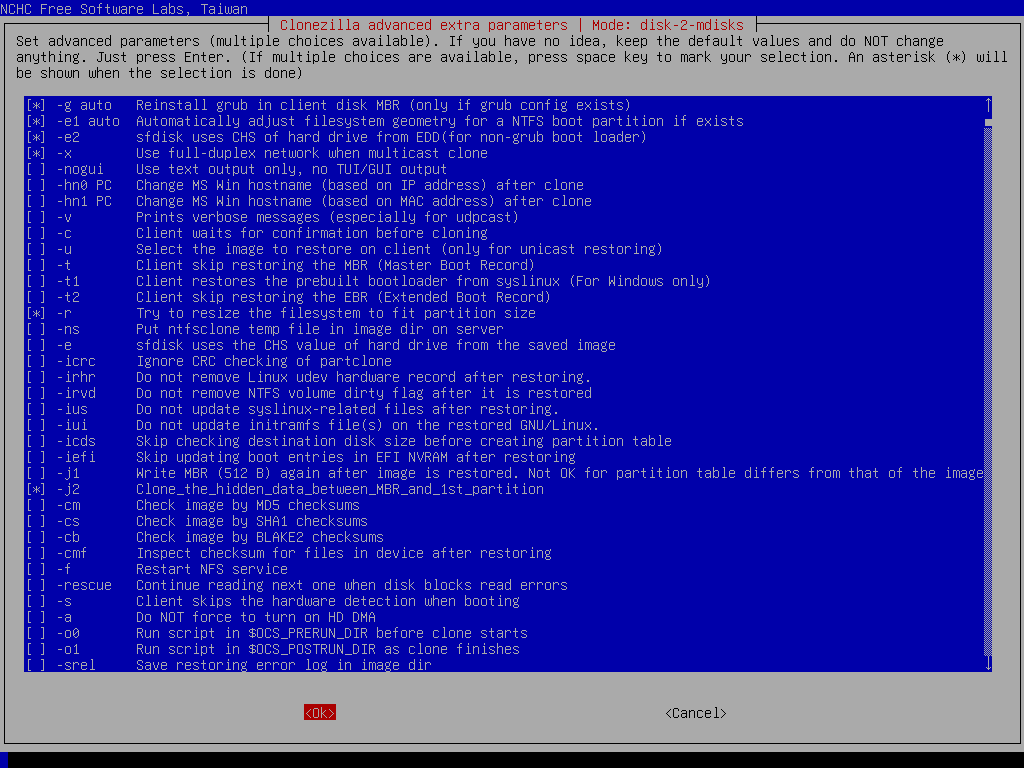 NCHC Free Software Labs, Taiwan
Clonezilla advanced extra parameters | Mode: disk-2-mdisks
Set advanced parameters (multiple choices available). If you have no idea, keep the default values and do NOT change
anything. Just press Enter. (If multiple choices are available, press space key to mark your selection. An asterisk (*) will
be shown when the selection is done)
[*] -g auto Reinstall grub in client disk MBR (only if grub config exists)
[*] -e1 auto Automatically adjust filesystem geometry for a NTFS boot partition if exists
[*] -e2 sfdisk uses CHS of hard drive from EDD(for non-grub boot loader)
[*] -x Use full-duplex network when multicast clone
[ ] -nogui Use text output only, no TUI/GUI output
[ ] -hn0 PC Change MS Win hostname (based on IP address) after clone
[ ] -hn1 PC Change MS Win hostname (based on MAC address) after clone
[ ] -v Prints verbose messages (especially for udpcast)
[ ] -c Client waits for confirmation before cloning
[ ] -u Select the image to restore on client (only for unicast restoring)
[ ] -t Client skip restoring the MBR (Master Boot Record)
[ ] -t1 Client restores the prebuilt bootloader from syslinux (For Windows only)
[ ] -t2 Client skip restoring the EBR (Extended Boot Record)
[*] -r Try to resize the filesystem to fit partition size
[ ] -ns Put ntfsclone temp file in image dir on server
[ ] -e sfdisk uses the CHS value of hard drive from the saved image
[ ] -icrc Ignore CRC checking of partclone
[ ] -irhr Do not remove Linux udev hardware record after restoring.
[ ] -irvd Do not remove NTFS volume dirty flag after it is restored
[ ] -ius Do not update syslinux-related files after restoring.
[ ] -iui Do not update initramfs file(s) on the restored GNU/Linux.
[ ] -icds Skip checking destination disk size before creating partition table
[ ] -iefi Skip updating boot entries in EFI NVRAM after restoring
[ ] -j1 Write MBR (512 B) again after image is restored. Not OK for partition table differs from that of the image
[*] -j2 Clone_the_hidden_data_between_MBR_and_1st_partition
[ ] -cm Check image by MD5 checksums
[ ] -cs Check image by SHA1 checksums
[ ] -cb Check image by BLAKE2 checksums
[ ] -cmf Inspect checksum for files in device after restoring
[ ] -f Restart NFS service
[ ] -rescue Continue reading next one when disk blocks read errors
[ ] -s Client skips the hardware detection when booting
[ ] -a Do NOT force to turn on HD DMA
[ ] -o0 Run script in $OCS_PRERUN_DIR before clone starts
[ ] -o1 Run script in $OCS_POSTRUN_DIR as clone finishes
[ ] -srel Save restoring error log in image dir
<Ok> <Cancel>